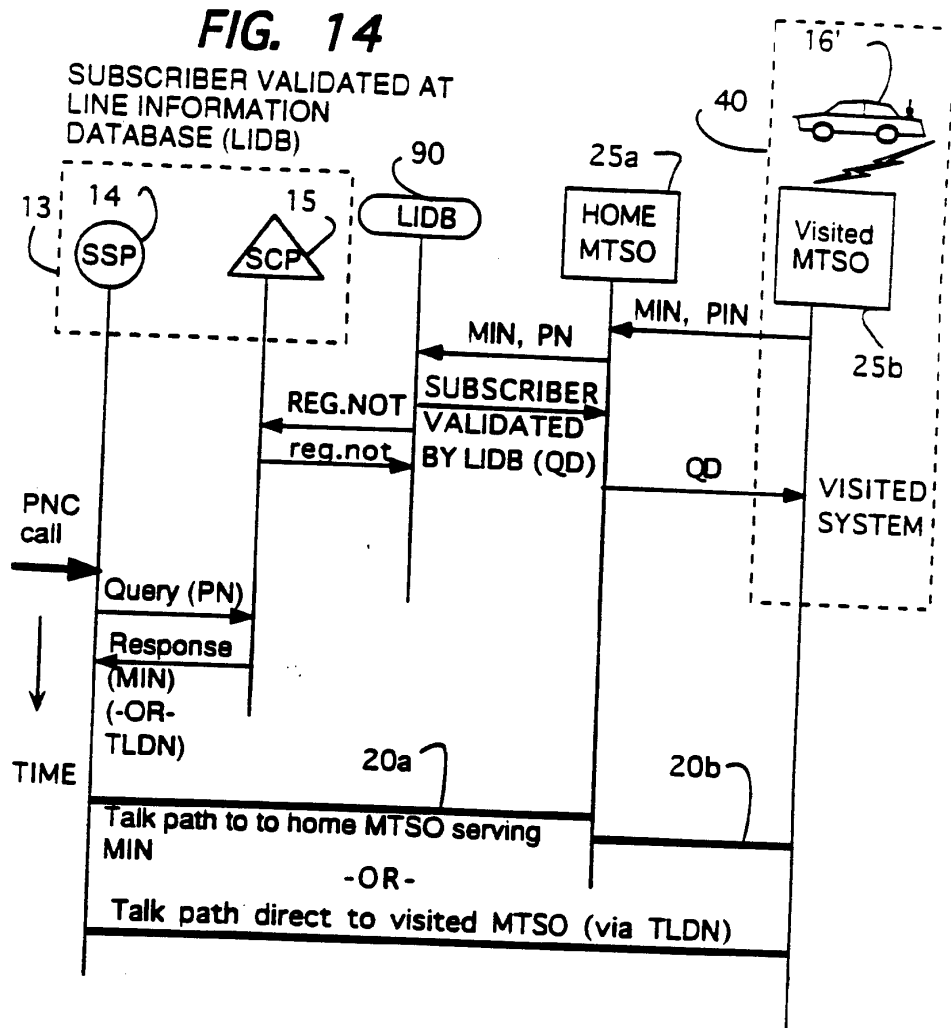 FIG. 14
SUBSCRIBER VALIDATED AT
LINE INFORMATION
DATABASE (LIDB)
16'
40
90
25a
13
14
15
LIDB
HOME
MTSO
Visited
MTSO
SSP
SCP
MIN, PIN
25b
MIN, PN
REG.NOT
SUBSCRIBER
VALIDATED
BY LIDB (QD)
req.not
QD
VISITED
SYSTEM
PNC
call
Query (PN)
Response
(MIN)
(-OR-
TLDN)
TIME
20a
20b
Talk path to to home MTSO serving
MIN
-OR-
Talk path direct to visited MTSO (via TLDN)